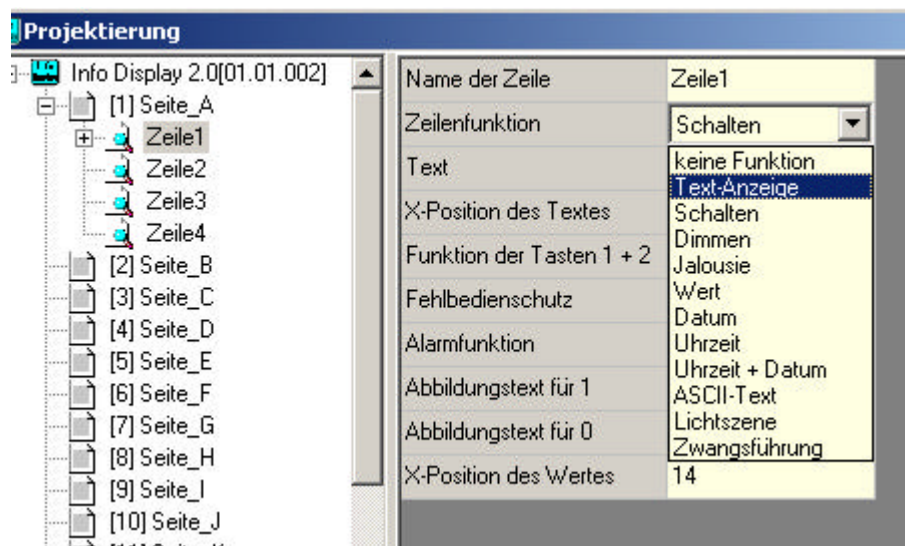 Projektierung
Info Display 2.0[01.01.002]
[1] Seite_A
Zeile1
Zeile2
Zeile3
Zeile4
[2] Seite_B
[3] Seite_C
[4] Seite_D
[5] Seite_E
[6] Seite_F
[7] Seite_G
[8] Seite_H
[9] Seite_I
[10] Seite_J
Name der Zeile Zeile1
Zeilenfunktion Schalten
Text
X-Position des Textes
Funktion der Tasten 1 + 2
Fehlbedienschutz
Alarmfunktion
Abbildungstext für 1
Abbildungstext für 0
X-Position des Wertes 14
keine Funktion
Text-Anzeige
Schalten
Dimmen
Jalousie
Wert
Datum
Uhrzeit
Uhrzeit + Datum
ASCII-Text
Lichtszene
Zwangsführung